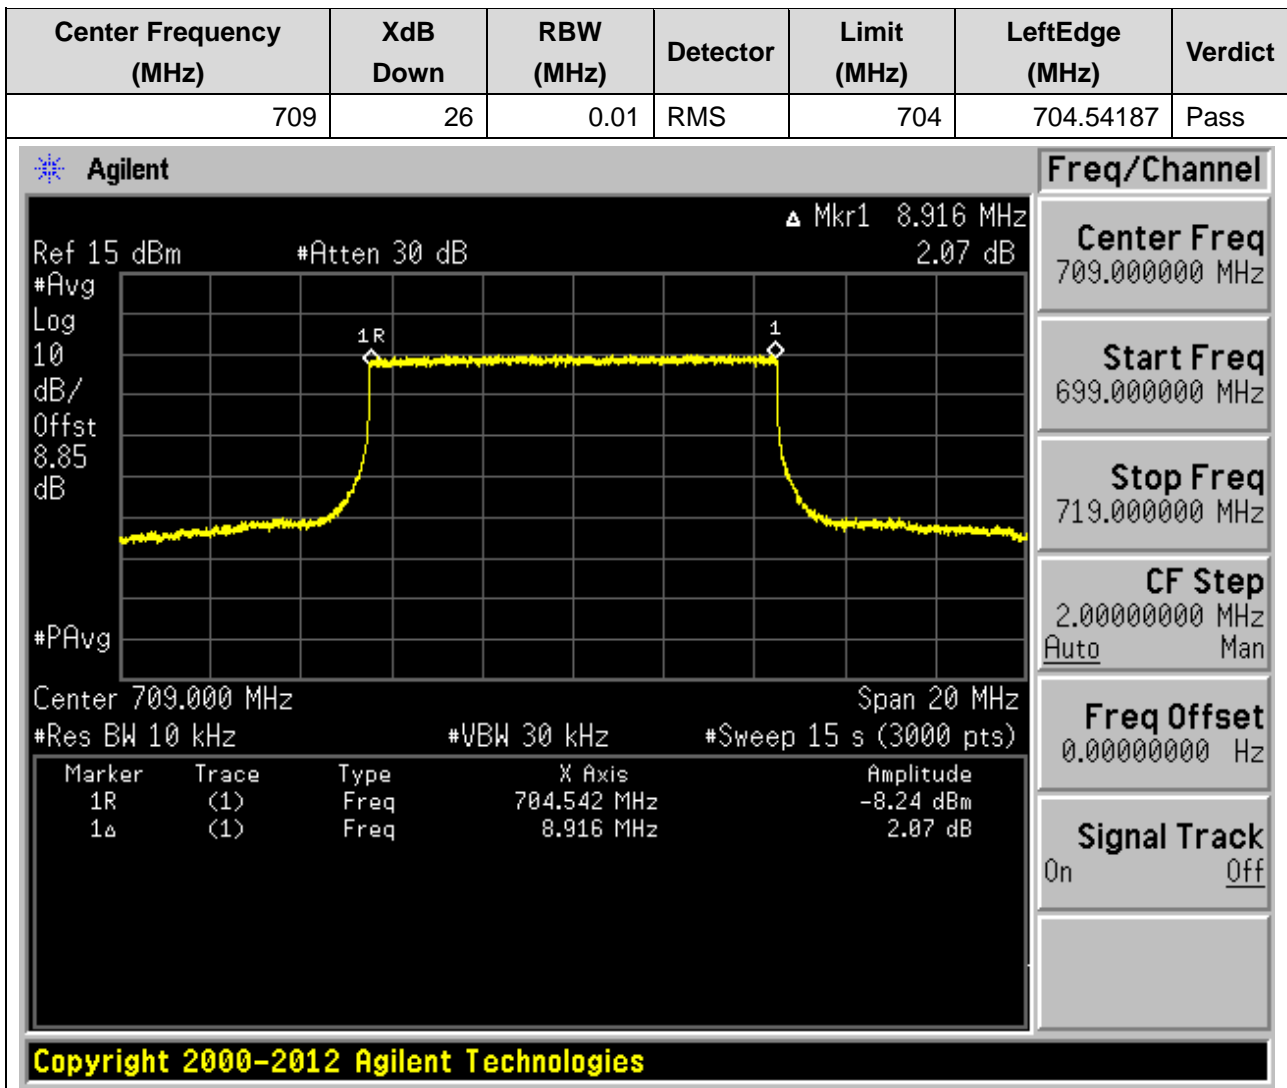 Center Frequency (MHz) XdB Down RBW (MHz) Detector Limit (MHz) LeftEdge (MHz) Verdict
709 26 0.01 RMS 704 704.54187 Pass
Agilent
Freq/Channel
Δ Mkr1 8.916 MHz
Ref 15 dBm #Atten 30 dB 2.07 dB
#Avg
Log
10
dB/
Offst
8.85
dB
1R
1
#PAvg
Center 709.000 MHz Span 20 MHz
#Res BW 10 kHz #VBW 30 kHz #Sweep 15 s (3000 pts)
Marker Trace Type X Axis Amplitude
1R (1) Freq 704.542 MHz -8.24 dBm
1Δ (1) Freq 8.916 MHz 2.07 dB
Center Freq
709.000000 MHz
Start Freq
699.000000 MHz
Stop Freq
719.000000 MHz
CF Step
2.00000000 MHz
Auto Man
Freq Offset
0.00000000 Hz
Signal Track
On Off
Copyright 2000-2012 Agilent Technologies